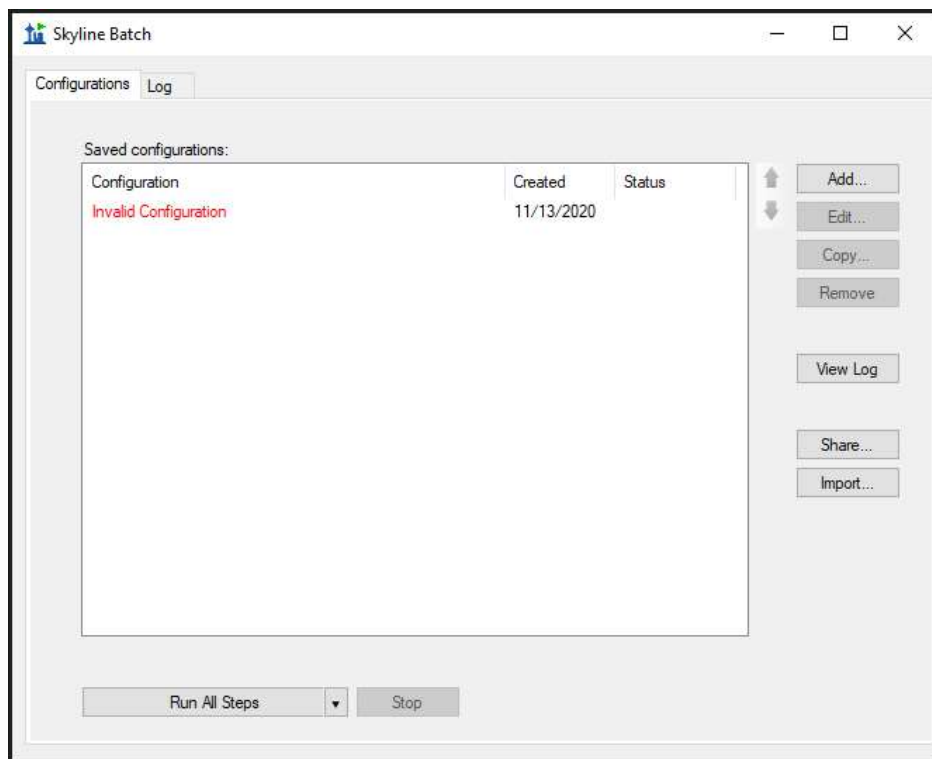 Skyline Batch
Configurations Log
Saved configurations:
Configuration Created Status
Invalid Configuration 11/13/2020
Add...
Edit...
Copy...
Remove
View Log
Share...
Import...
Run All Steps Stop